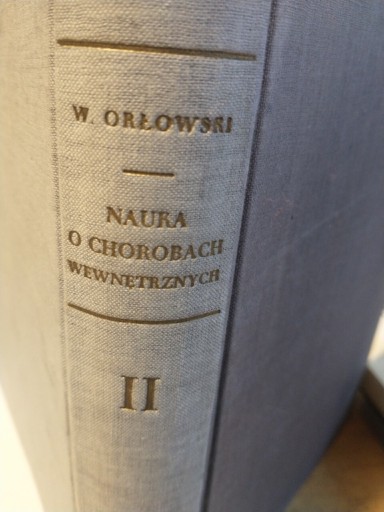 W. ORŁOWSKI
NAUKA
O CHOROBACH
WEWNĘTRZNYCH
II